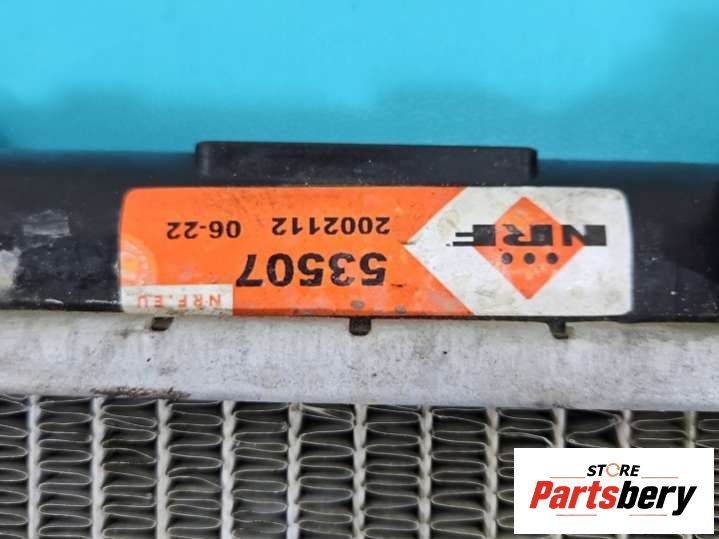 NRF
53507
2002112 06-22
NRF.EU
STORE
Partsbery